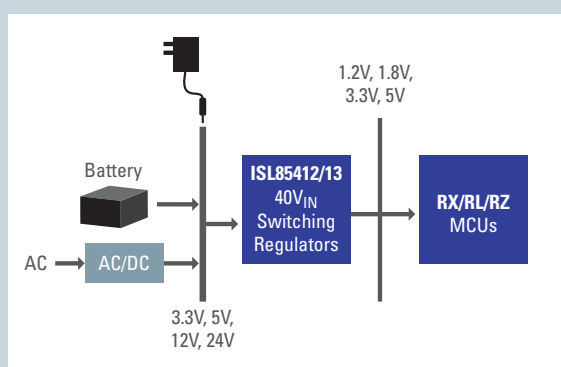 1.2V, 1.8V,
3.3V, 5V
Battery
AC
AC/DC
3.3V, 5V,
12V, 24V
ISL85412/13
40VIN
Switching
Regulators
RX/RL/RZ
MCUs